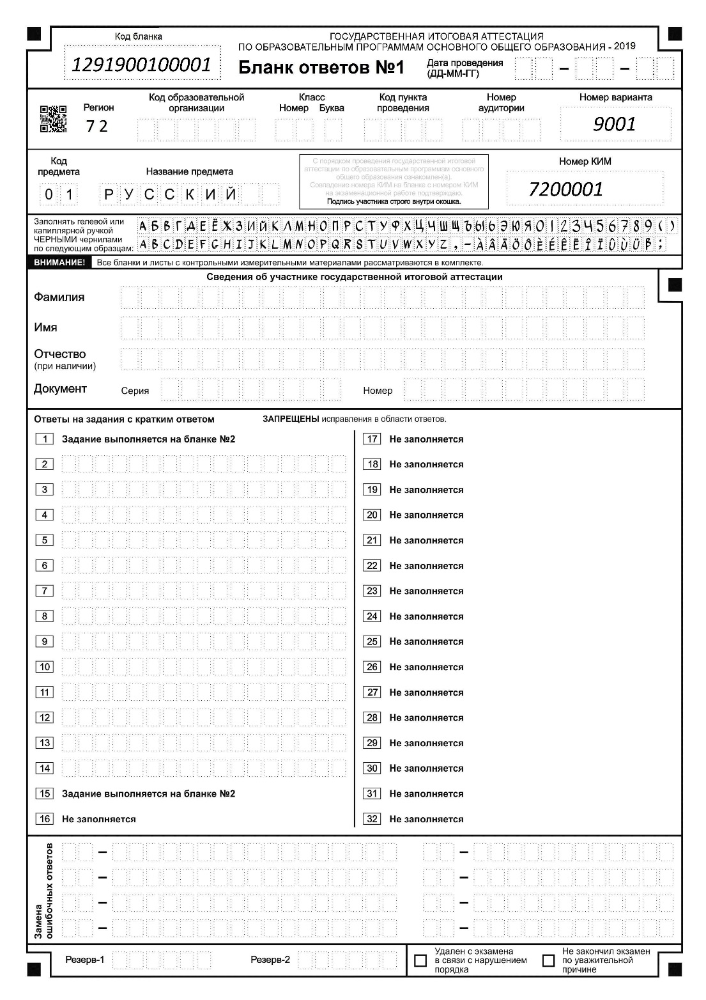 Код бланка
1291900100001
ГОСУДАРСТВЕННАЯ ИТОГОВАЯ АТТЕСТАЦИЯ
ПО ОБРАЗОВАТЕЛЬНЫМ ПРОГРАММАМ ОСНОВНОГО ОБЩЕГО ОБРАЗОВАНИЯ - 2019
Бланк ответов №1
Дата проведения
(ДД-ММ-ГГ)
– –
Регион
7 2
Код образовательной
организации
Класс
Номер Буква
Код пункта
проведения
Номер
аудитории
Номер варианта
9001
Код
предмета
0 1
Название предмета
Р У С С К И Й
С порядком проведения государственной итоговой
аттестации по образовательным программам основного
общего образования ознакомлен(а).
Совпадение номера КИМ на бланке с номером КИМ
на экзаменационной работе подтверждаю.
Подпись участника строго внутри окошка.
Номер КИМ
7200001
Заполнять гелевой или
капиллярной ручкой
ЧЕРНЫМИ чернилами
по следующим образцам:
А Б В Г Д Е Ё Ж З И Й К Л М Н О П Р С Т У Ф Х Ц Ч Ш Щ Ъ Ы Ь Э Ю Я 0 1 2 3 4 5 6 7 8 9 ( )
A B C D E F G H I J K L M N O P Q R S T U V W X Y Z , – À Â Ä Ö Ô È É Ê Ë Î Ï Û Ù Ü β ;
ВНИМАНИЕ! Все бланки и листы с контрольными измерительными материалами рассматриваются в комплекте.
Сведения об участнике государственной итоговой аттестации
Фамилия
Имя
Отчество
(при наличии)
Документ Серия Номер
Ответы на задания с кратким ответом ЗАПРЕЩЕНЫ исправления в области ответов.
1 Задание выполняется на бланке №2
2
3
4
5
6
7
8
9
10
11
12
13
14
15 Задание выполняется на бланке №2
16 Не заполняется
17 Не заполняется
18 Не заполняется
19 Не заполняется
20 Не заполняется
21 Не заполняется
22 Не заполняется
23 Не заполняется
24 Не заполняется
25 Не заполняется
26 Не заполняется
27 Не заполняется
28 Не заполняется
29 Не заполняется
30 Не заполняется
31 Не заполняется
32 Не заполняется
Замена
ошибочных ответов
– –
– –
– –
– –
Резерв-1
Резерв-2
Удален с экзамена
в связи с нарушением
порядка
Не закончил экзамен
по уважительной
причине